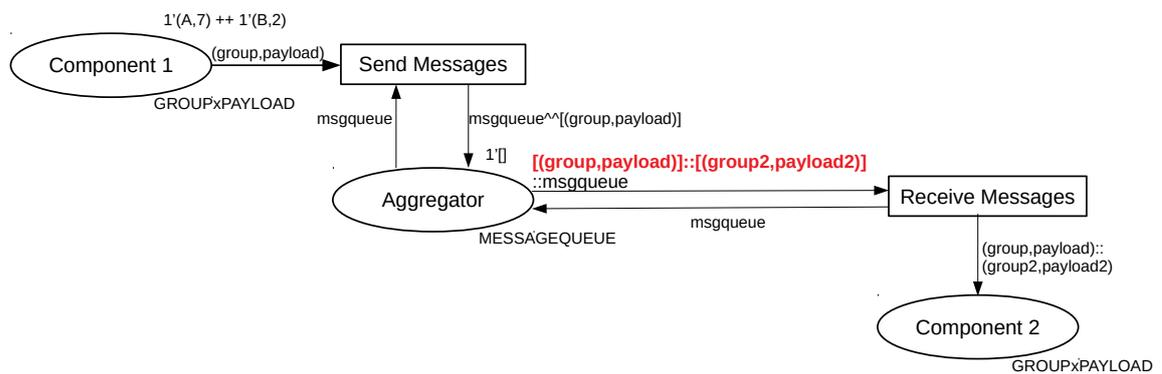 1'(A,7) ++ 1'(B,2)
Component 1
(group,payload)
Send Messages
GROUPxPAYLOAD
msgqueue
msgqueue^^[(group,payload)]
1'[]
[(group,payload)]::[(group2,payload2)]
::msgqueue
Aggregator
Receive Messages
msgqueue
MESSAGEQUEUE
(group,payload)::
(group2,payload2)
Component 2
GROUPxPAYLOAD